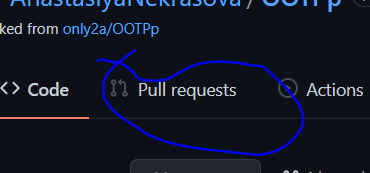 AnastasiyaNekrasova / OOTPp
ked from only2a/OOTPp
Code Pull requests Actions